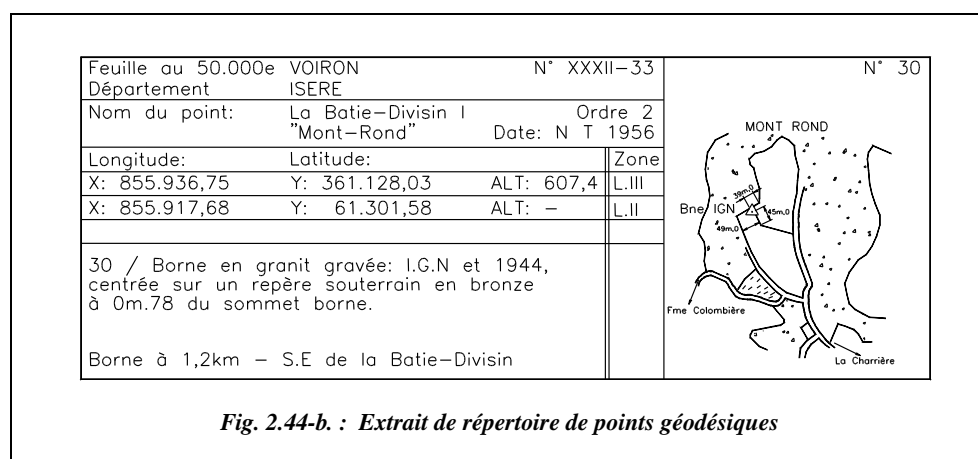 Feuille au 50.000e VOIRON N° XXXII-33
Département ISERE
Nom du point: La Batie-Divisin I Ordre 2
"Mont-Rond" Date: N T 1956
Longitude: Latitude: Zone
X: 855.936,75 Y: 361.128,03 ALT: 607,4 L.III
X: 855.917,68 Y: 61.301,58 ALT: - L.II
30 / Borne en granit gravée: I.G.N et 1944,
centrée sur un repère souterrain en bronze
à 0m.78 du sommet borne.
Borne à 1,2km - S.E de la Batie-Divisin
N° 30
MONT ROND
39m,0
Bne IGN
45m,0
49m,0
Fme Colombière
La Charrière
Fig. 2.44-b. : Extrait de répertoire de points géodésiques